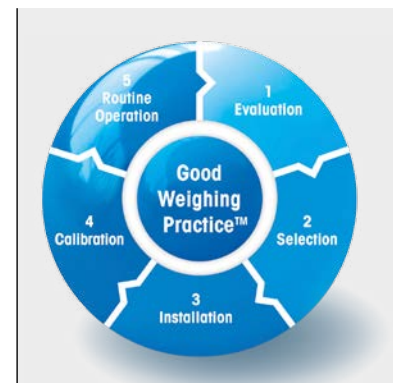 5
Routine
Operation
1
Evaluation
Good
Weighing
Practice™
4
Calibration
2
Selection
3
Installation